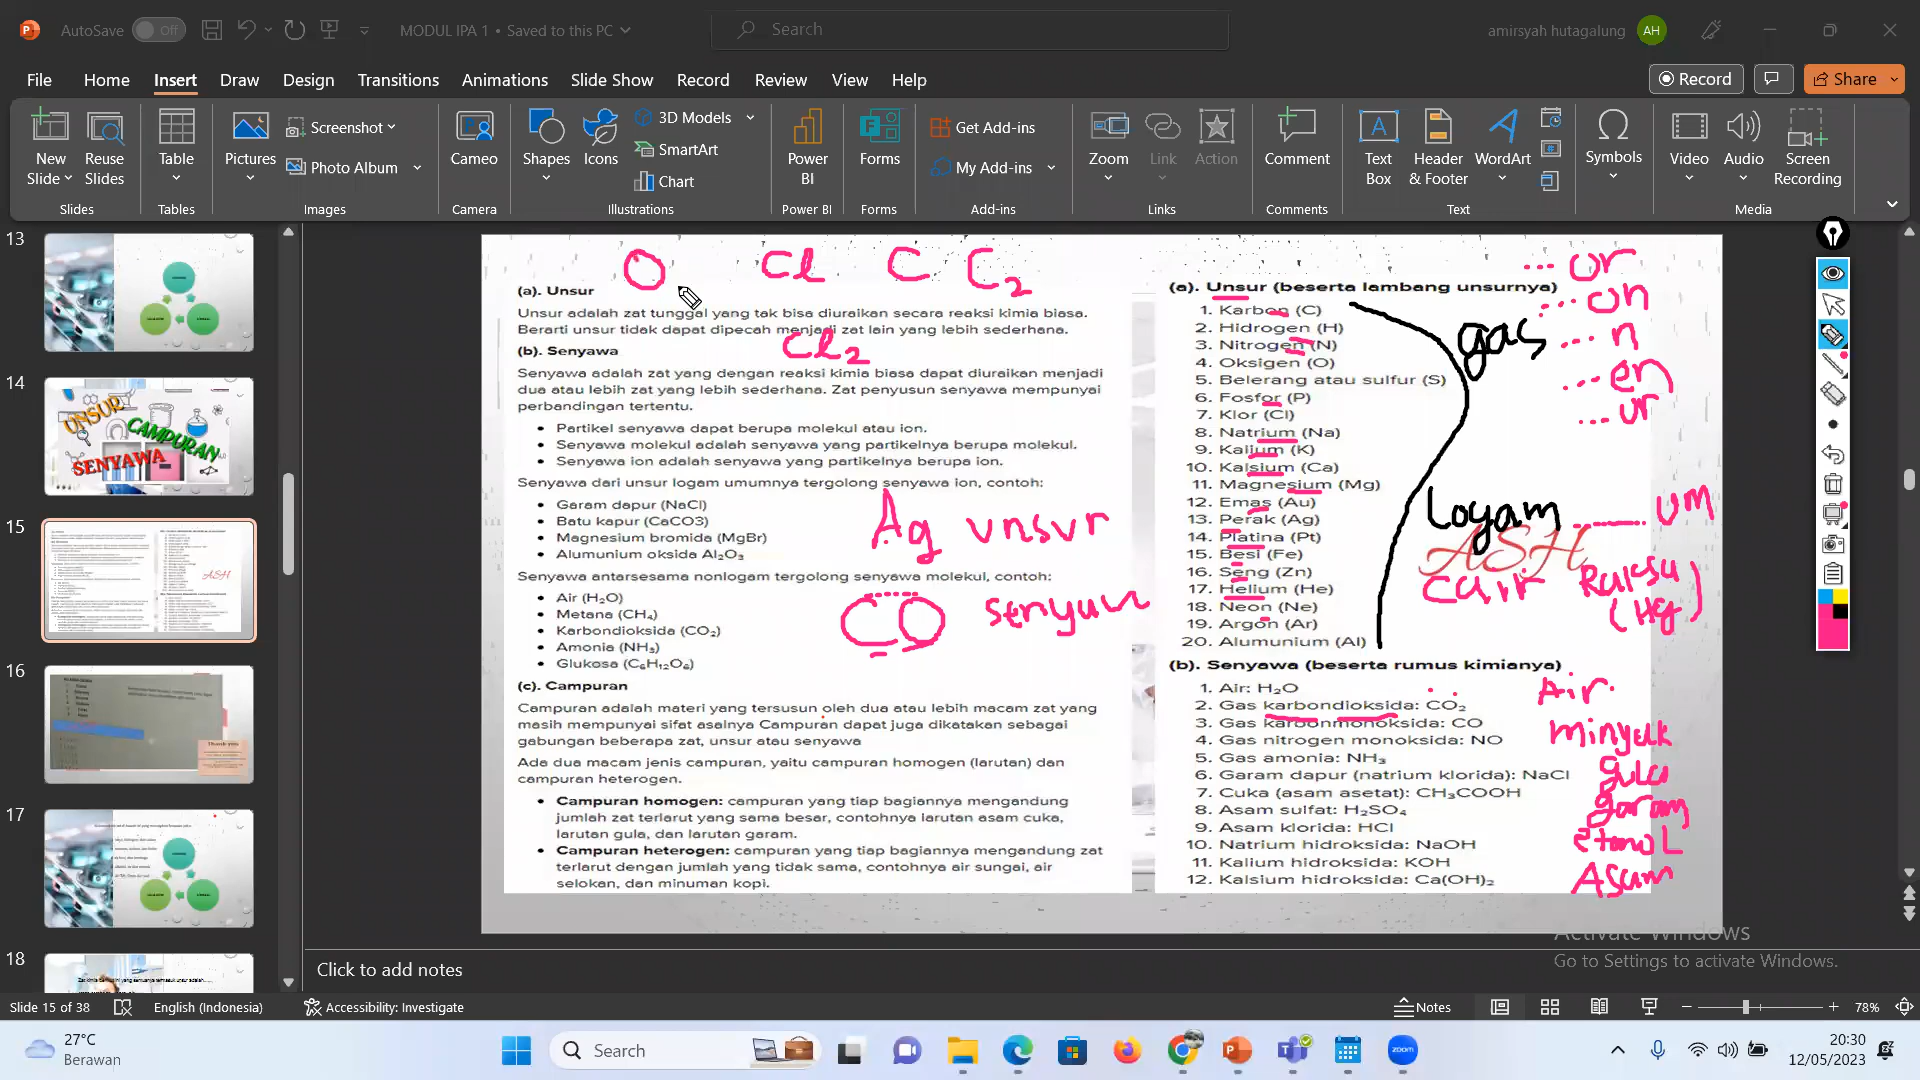 AutoSave Off MODUL IPA 1 • Saved to this PC Search amirsyah hutagalung AH
File Home Insert Draw Design Transitions Animations Slide Show Record Review View Help Record Share
New Slide Reuse Slides Table Pictures Screenshot Photo Album Cameo Shapes Icons 3D Models SmartArt Chart Power BI Forms Get Add-ins My Add-ins Zoom Link Action Comment Text Box Header & Footer WordArt Symbols Video Audio Screen Recording
Slides Tables Images Camera Illustrations Power BI Forms Add-ins Links Comments Text Media
13
14
UNSUR
CAMPURAN
SENYAWA
15
16
17
18
O Cl C C2
(a). Unsur
Unsur adalah zat tunggal yang tak bisa diuraikan secara reaksi kimia biasa.
Berarti unsur tidak dapat dipecah menjadi zat lain yang lebih sederhana.
Cl2
(b). Senyawa
Senyawa adalah zat yang dengan reaksi kimia biasa dapat diuraikan menjadi
dua atau lebih zat yang lebih sederhana. Zat penyusun senyawa mempunyai
perbandingan tertentu.
• Partikel senyawa dapat berupa molekul atau ion.
• Senyawa molekul adalah senyawa yang partikelnya berupa molekul.
• Senyawa ion adalah senyawa yang partikelnya berupa ion.
Senyawa dari unsur logam umumnya tergolong senyawa ion, contoh:
• Garam dapur (NaCl)
• Batu kapur (CaCO3)
• Magnesium bromida (MgBr)
• Alumunium oksida Al₂O₃
Ag unsur
Senyawa antarsesama nonlogam tergolong senyawa molekul, contoh:
• Air (H₂O)
• Metana (CH₄)
• Karbondioksida (CO₂)
• Amonia (NH₃)
• Glukosa (C₆H₁₂O₆)
CO
(c). Campuran
Campuran adalah materi yang tersusun oleh dua atau lebih macam zat yang
masih mempunyai sifat asalnya Campuran dapat juga dikatakan sebagai
gabungan beberapa zat, unsur atau senyawa
Ada dua macam jenis campuran, yaitu campuran homogen (larutan) dan
campuran heterogen.
• Campuran homogen: campuran yang tiap bagiannya mengandung
jumlah zat terlarut yang sama besar, contohnya larutan asam cuka,
larutan gula, dan larutan garam.
• Campuran heterogen: campuran yang tiap bagiannya mengandung zat
terlarut dengan jumlah yang tidak sama, contohnya air sungai, air
selokan, dan minuman kopi.
(a). Unsur (beserta lambang unsurnya)
1. Karbon (C)
2. Hidrogen (H)
3. Nitrogen (N)
4. Oksigen (O)
5. Belerang atau sulfur (S)
6. Fosfor (P)
7. Klor (Cl)
8. Natrium (Na)
9. Kalium (K)
10. Kalsium (Ca)
11. Magnesium (Mg)
12. Emas (Au)
13. Perak (Ag)
14. Platina (Pt)
15. Besi (Fe)
16. Seng (Zn)
17. Helium (He)
18. Neon (Ne)
19. Argon (Ar)
20. Alumunium (Al)
gas
... or
... on
... n
... en
... ur
Logam ---- um
ASH
cair Raksa
(Hg)
(b). Senyawa (beserta rumus kimianya)
1. Air: H₂O
2. Gas karbondioksida: CO₂
3. Gas karbonmonoksida: CO
4. Gas nitrogen monoksida: NO
5. Gas amonia: NH₃
6. Garam dapur (natrium klorida): NaCl
7. Cuka (asam asetat): CH₃COOH
8. Asam sulfat: H₂SO₄
9. Asam klorida: HCl
10. Natrium hidroksida: NaOH
11. Kalium hidroksida: KOH
12. Kalsium hidroksida: Ca(OH)₂
Air
minyak
gula
garam
etanol
Asam
Activate Windows
Go to Settings to activate Windows.
Click to add notes
Slide 15 of 38 English (Indonesia) Accessibility: Investigate Notes 78%
27°C
Berawan
Search
zoom
20:30
12/05/2023